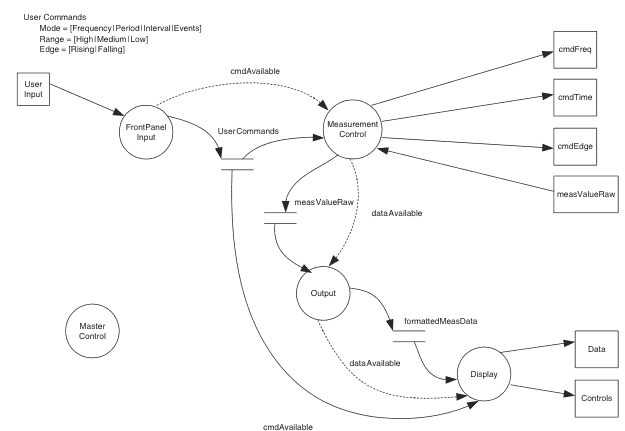 User Commands
Mode = [Frequency|Period|Interval|Events]
Range = [High|Medium|Low]
Edge = [Rising|Falling]
User
Input
cmdAvailable
FrontPanel
Input
UserCommands
Measurement
Control
cmdFreq
cmdTime
cmdEdge
measValueRaw
measValueRaw
dataAvailable
Output
formattedMeasData
Master
Control
dataAvailable
Display
Data
Controls
cmdAvailable